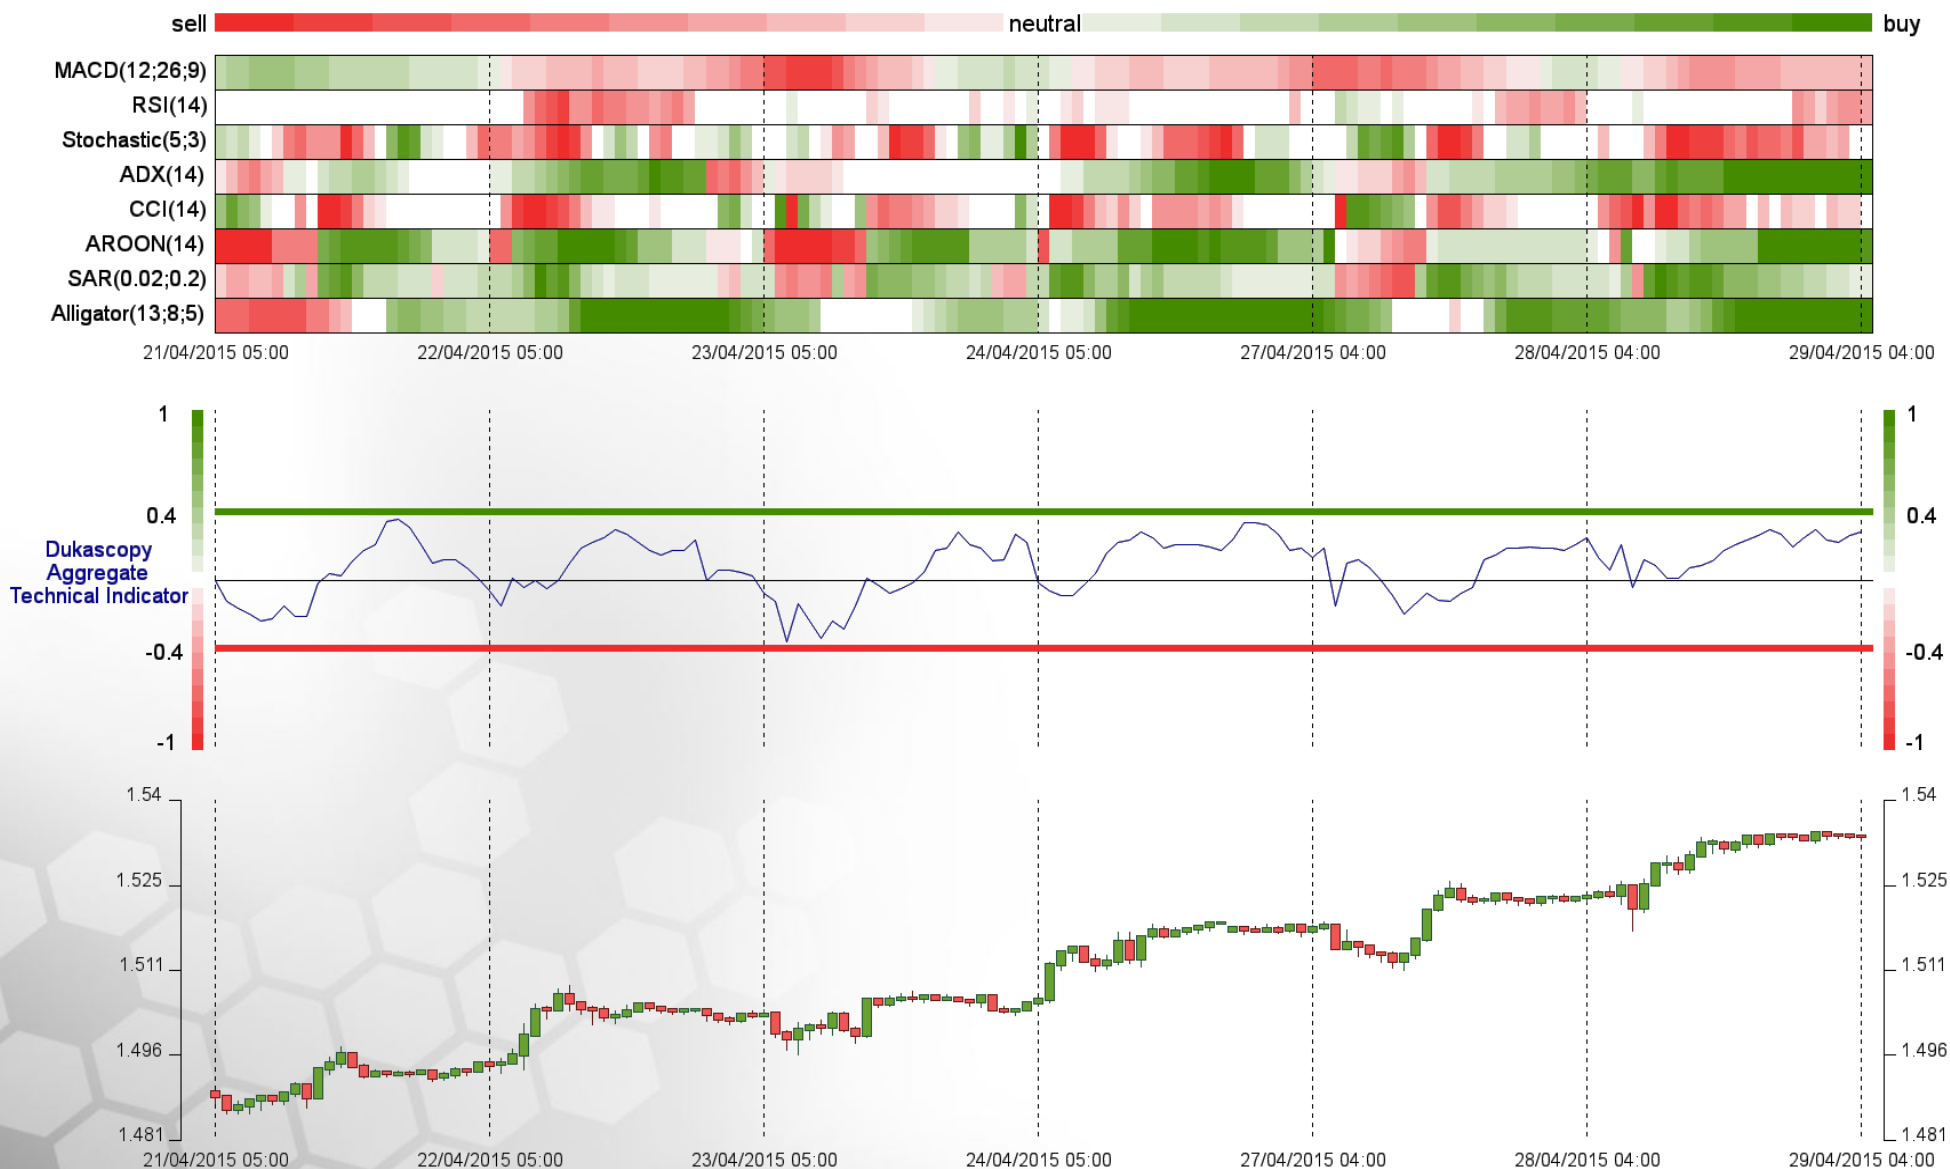 sell neutral buy
MACD(12;26;9)
RSI(14)
Stochastic(5;3)
ADX(14)
CCI(14)
AROON(14)
SAR(0.02;0.2)
Alligator(13;8;5)
21/04/2015 05:00 22/04/2015 05:00 23/04/2015 05:00 24/04/2015 05:00 27/04/2015 04:00 28/04/2015 04:00 29/04/2015 04:00
1 1
0.4 0.4
Dukascopy
Aggregate
Technical Indicator
-0.4 -0.4
-1 -1
1.54 1.54
1.525 1.525
1.511 1.511
1.496 1.496
1.481 1.481
21/04/2015 05:00 22/04/2015 05:00 23/04/2015 05:00 24/04/2015 05:00 27/04/2015 04:00 28/04/2015 04:00 29/04/2015 04:00